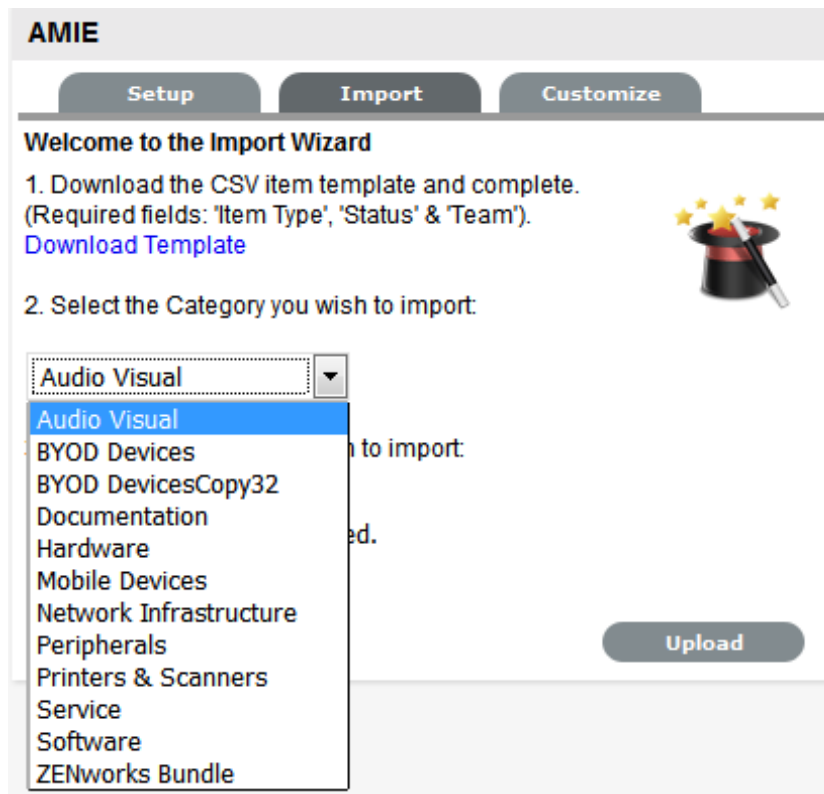 AMIE
Setup Import Customize
Welcome to the Import Wizard
1. Download the CSV item template and complete.
(Required fields: 'Item Type', 'Status' & 'Team').
Download Template
2. Select the Category you wish to import:
Audio Visual
Audio Visual
BYOD Devices
to import:
BYOD DevicesCopy32
Documentation
ed.
Hardware
Mobile Devices
Network Infrastructure
Peripherals
Upload
Printers & Scanners
Service
Software
ZENworks Bundle